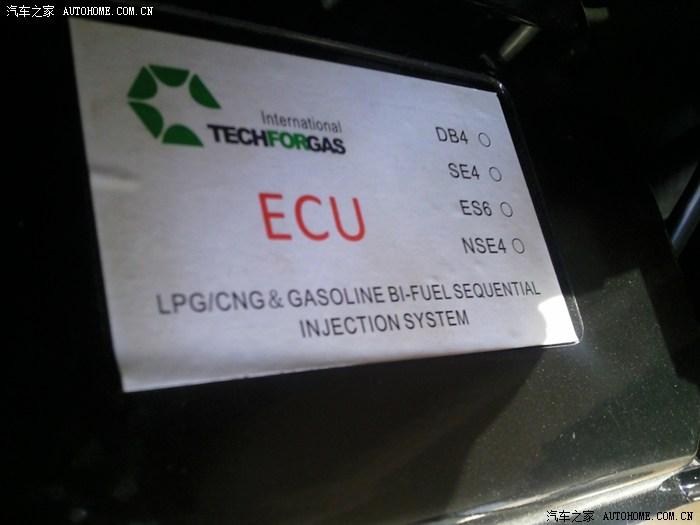 汽车之家 AUTOHOME.COM.CN
International
TECHFORGAS
ECU
DB4
SE4
ES6
NSE4
LPG/CNG & GASOLINE BI-FUEL SEQUENTIAL
INJECTION SYSTEM
汽车之家 AUTOHOME.COM.CN